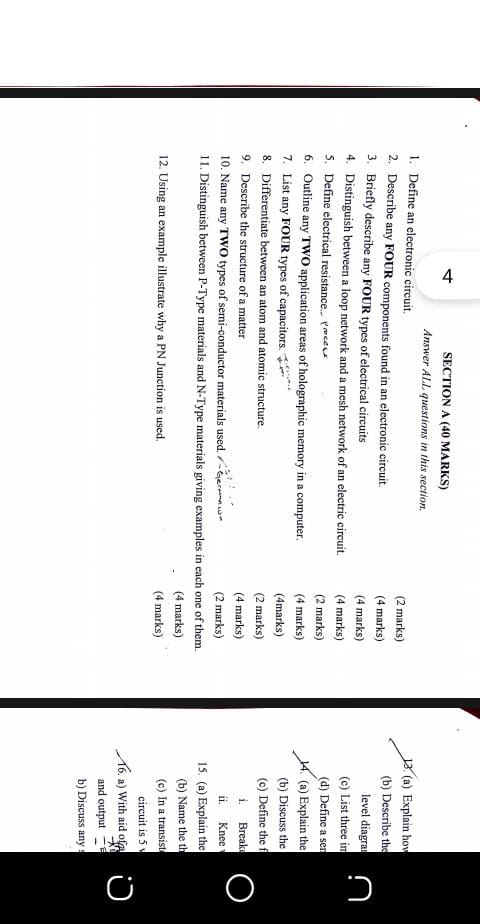 4
SECTION A (40 MARKS)
Answer ALL questions in this section.
1. Define an electronic circuit. (2 marks)
2. Describe any FOUR components found in an electronic circuit. (4 marks)
3. Briefly describe any FOUR types of electrical circuits (4 marks)
4. Distinguish between a loop network and a mesh network of an electric circuit. (4 marks)
5. Define electrical resistance. (2 marks)
6. Outline any TWO application areas of holographic memory in a computer. (4 marks)
7. List any FOUR types of capacitors. (4marks)
8. Differentiate between an atom and atomic structure. (2 marks)
9. Describe the structure of a matter (4 marks)
10. Name any TWO types of semi-conductor materials used. (2 marks)
11. Distinguish between P-Type materials and N-Type materials giving examples in each one of them.
(4 marks)
12. Using an example illustrate why a PN Junction is used. (4 marks)
13. (a) Explain how
(b) Describe the
level diagra
(c) List three in
(d) Define a sem
14. (a) Explain the
(b) Discuss the
(c) Define the f
i. Break
ii. Knee
15. (a) Explain the
(b) Name the th
(c) In a transist
circuit is 5 v
16. a) With aid of
and output
b) Discuss any